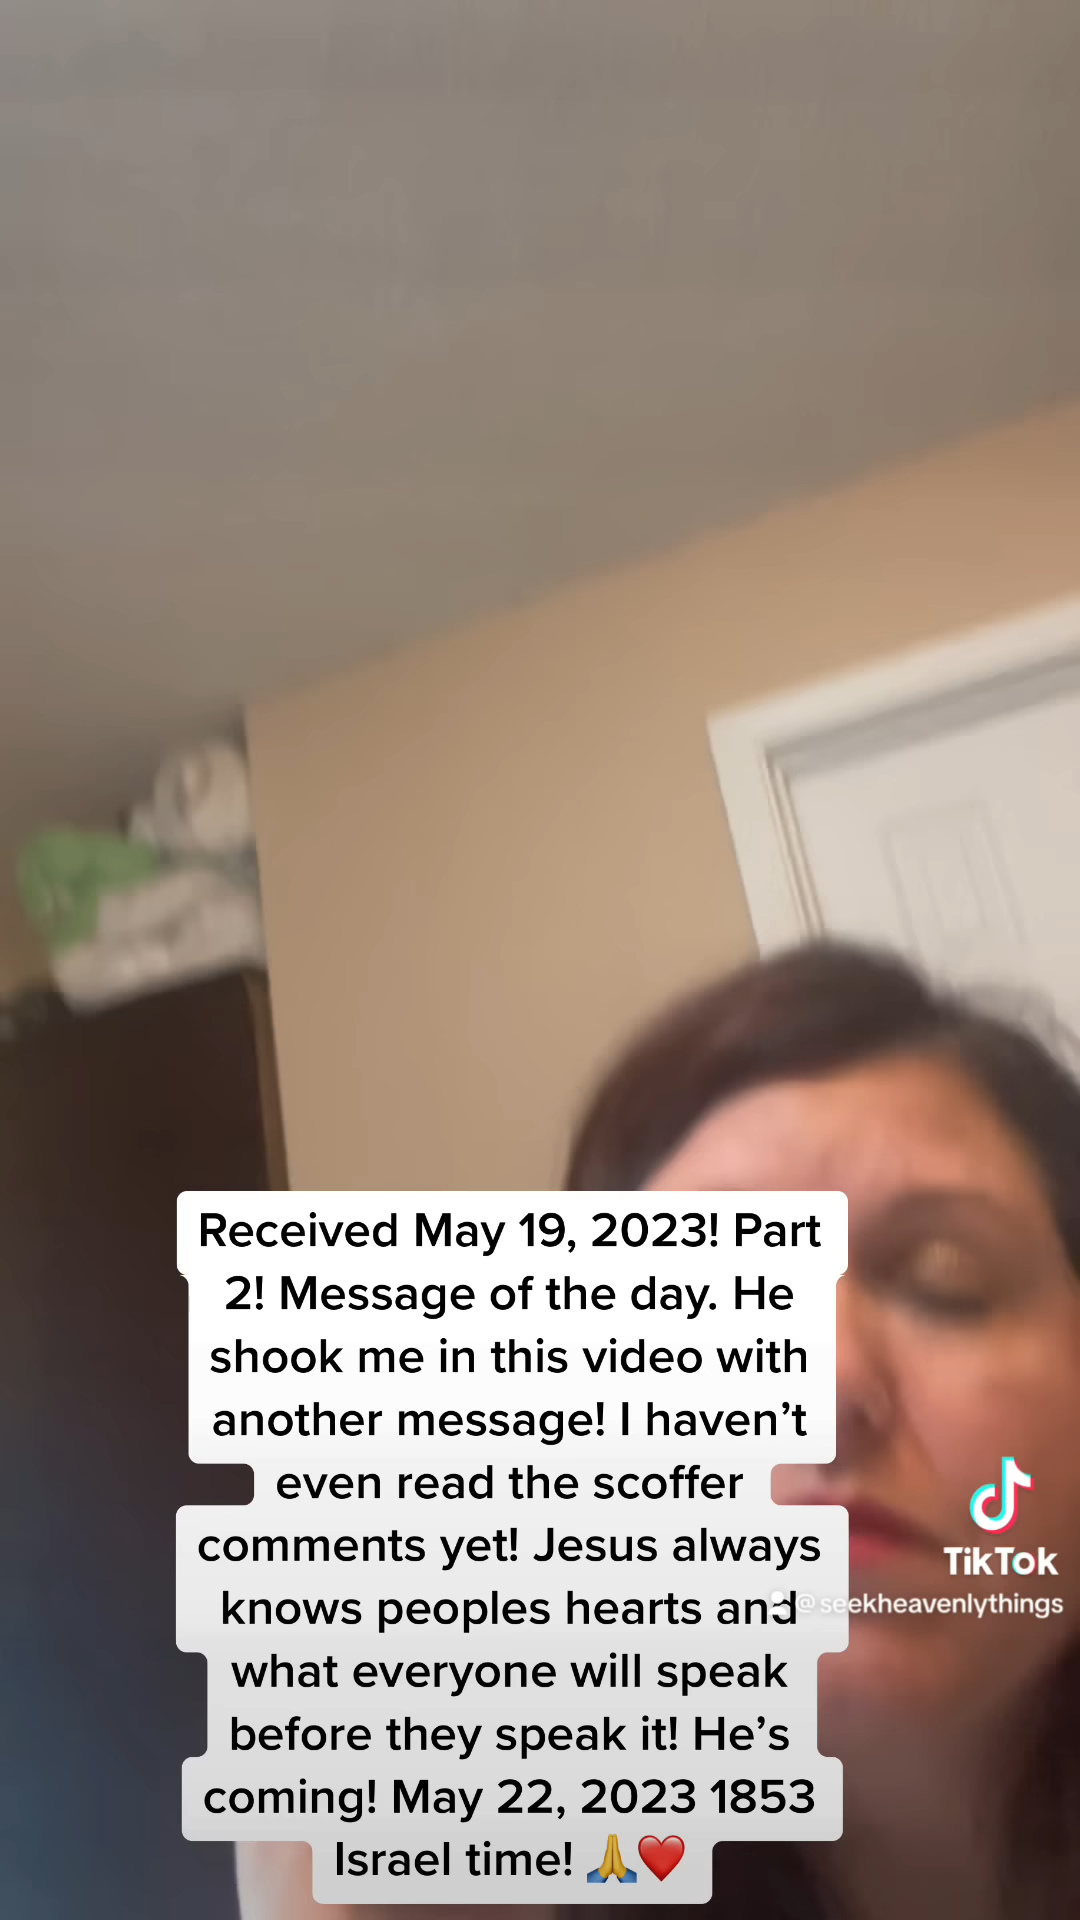 Received May 19, 2023! Part
2! Message of the day. He
shook me in this video with
another message! I haven’t
even read the scoffer
comments yet! Jesus always
knows peoples hearts and
what everyone will speak
before they speak it! He’s
coming! May 22, 2023 1853
Israel time! 🙏❤️
TikTok
@seekheavenlythings